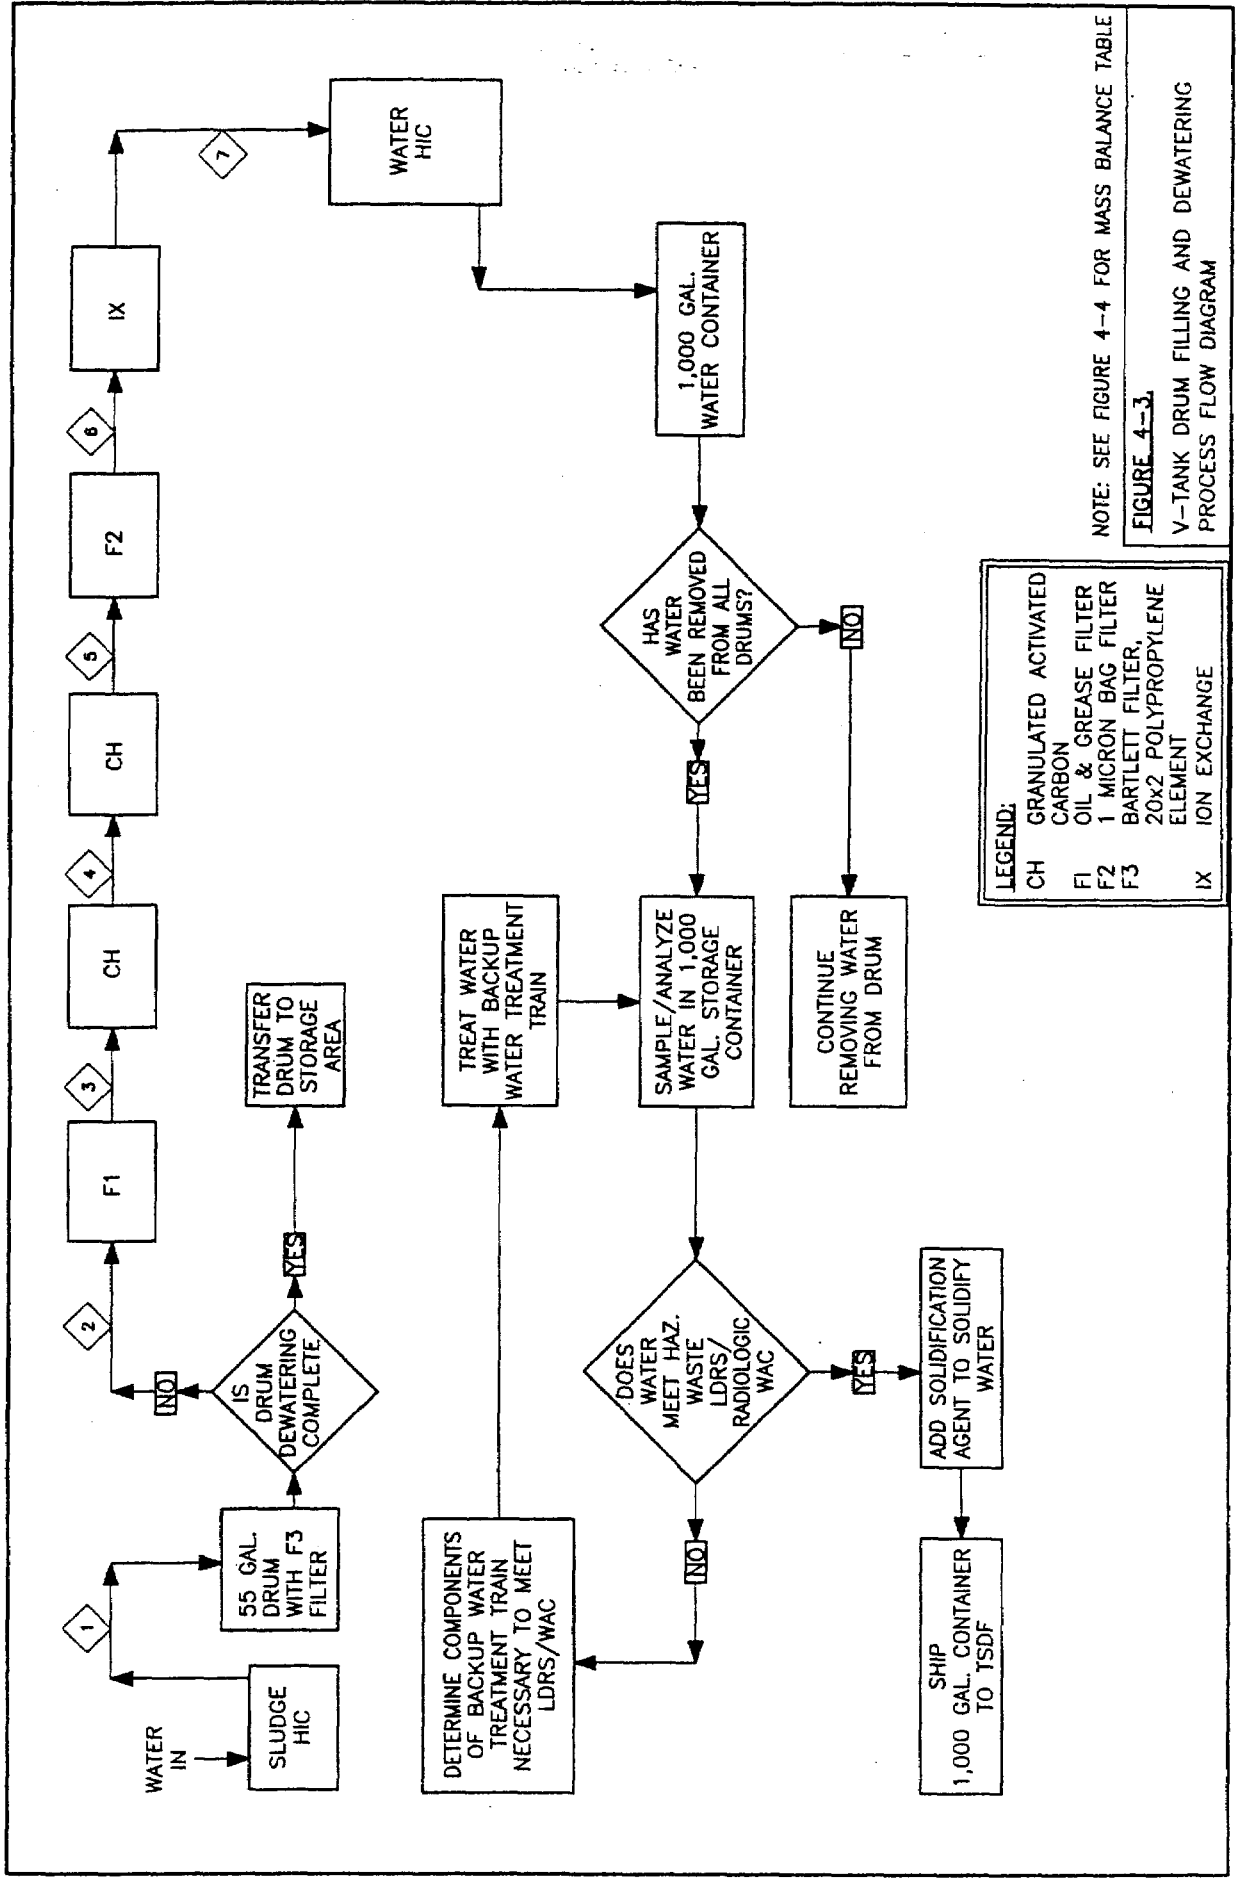 WATER
IN
SLUDGE
HIC
1
55 GAL.
DRUM
WITH F3
FILTER
IS
DRUM
DEWATERING
COMPLETE
NO
YES
TRANSFER
DRUM TO
STORAGE
AREA
2
F1
3
CH
4
CH
5
F2
6
IX
7
WATER
HIC
1,000 GAL.
WATER CONTAINER
HAS
WATER
BEEN REMOVED
FROM ALL
DRUMS?
NO
YES
CONTINUE
REMOVING WATER
FROM DRUM
SAMPLE/ANALYZE
WATER IN 1,000
GAL. STORAGE
CONTAINER
TREAT WATER
WITH BACKUP
WATER TREATMENT
TRAIN
DOES
WATER
MEET HAZ.
WASTE
LDRS/
RADIOLOGIC
WAC
NO
YES
DETERMINE COMPONENTS
OF BACKUP WATER
TREATMENT TRAIN
NECESSARY TO MEET
LDRS/WAC
ADD SOLIDIFICATION
AGENT TO SOLIDIFY
WATER
SHIP
1,000 GAL. CONTAINER
TO TSDF
LEGEND:
CH GRANULATED ACTIVATED
CARBON
FI OIL & GREASE FILTER
F2 1 MICRON BAG FILTER
F3 BARTLETT FILTER,
20x2 POLYPROPYLENE
ELEMENT
IX ION EXCHANGE
NOTE: SEE FIGURE 4-4 FOR MASS BALANCE TABLE
FIGURE 4-3.
V-TANK DRUM FILLING AND DEWATERING
PROCESS FLOW DIAGRAM